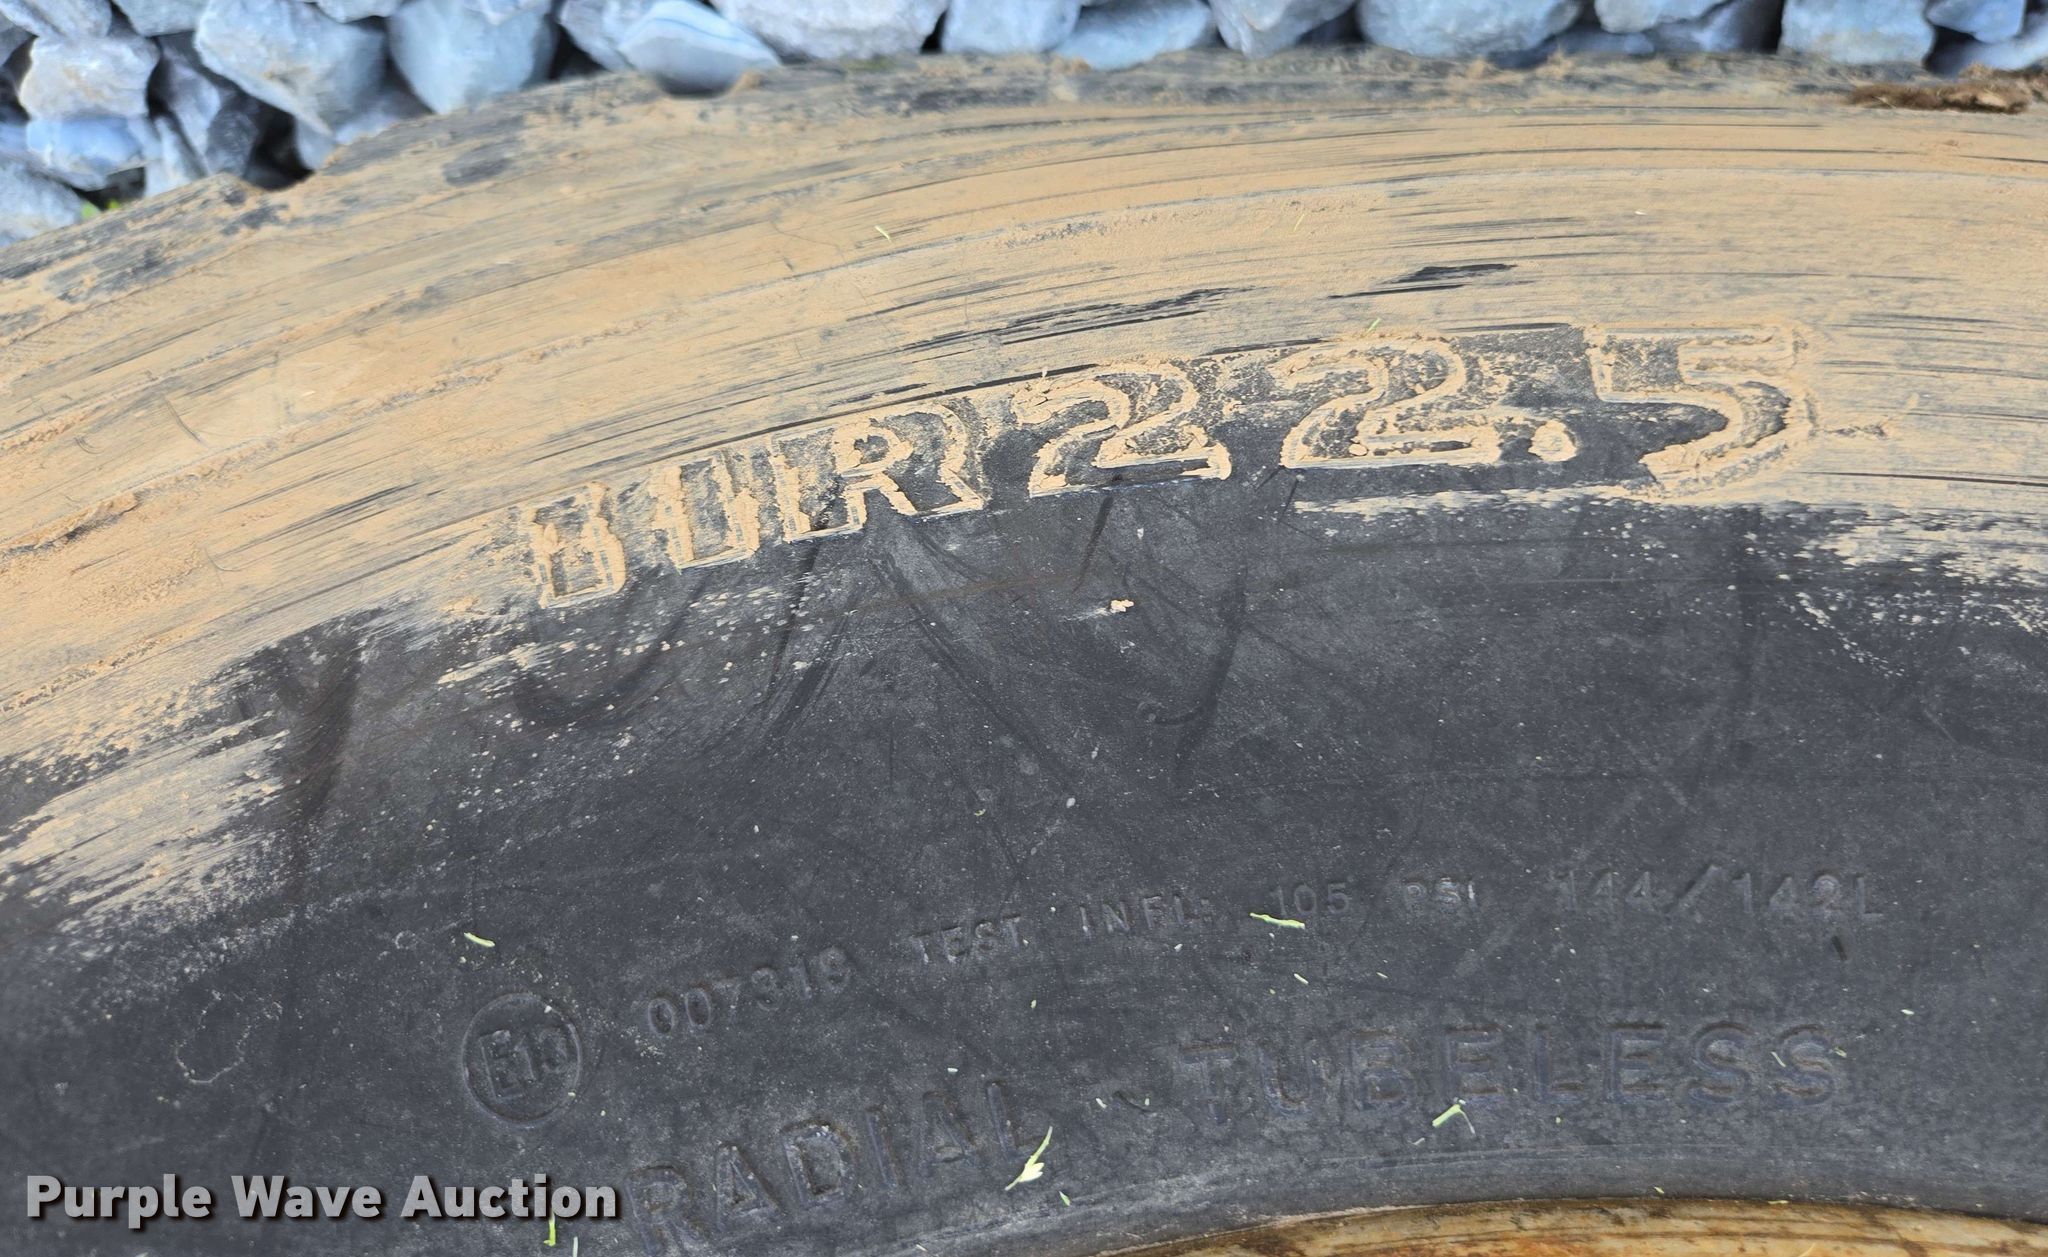 11R22.5
007319 TEST INFL: 105 PSI 144/142L
E13
RADIAL TUBELESS
Purple Wave Auction